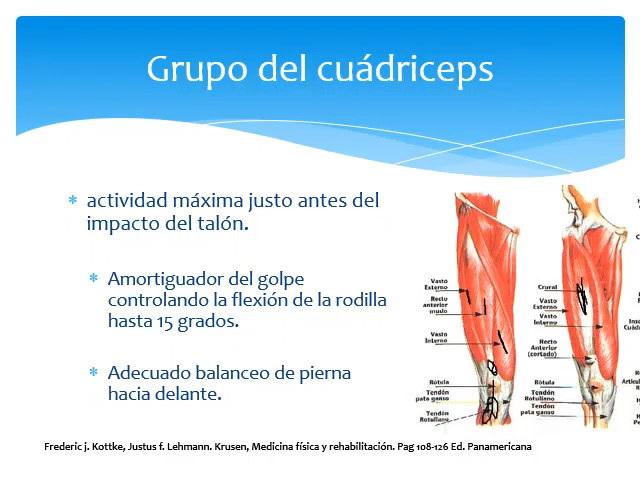 Grupo del cuádriceps
actividad máxima justo antes del
impacto del talón.
Amortiguador del golpe
controlando la flexión de la rodilla
hasta 15 grados.
Adecuado balanceo de pierna
hacia delante.
Vasto
Externo
Recto
anterior
muslo
Vasto
Interno
Rótula
Tendón
pata ganso
Tendón
Rotuliano
Crural
Vasto
Externo
Vasto
Interno
Recto
Anterior
(cortado)
Rótula
Tendón
Rotuliano
Tendón
pata ganso
Frederic j. Kottke, Justus f. Lehmann. Krusen, Medicina física y rehabilitación. Pag 108-126 Ed. Panamericana